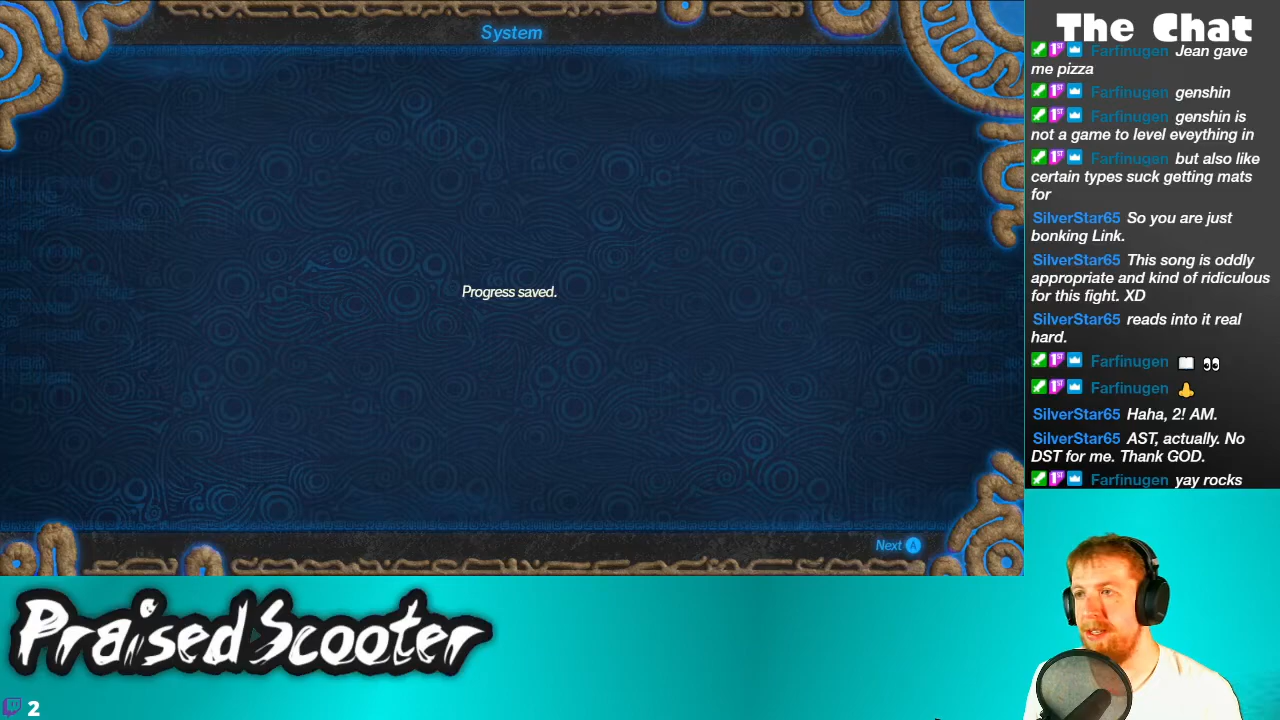 System
Progress saved.
Next A
The Chat
Farfinugen Jean gave
me pizza
Farfinugen genshin
Farfinugen genshin is
not a game to level eveything in
Farfinugen but also like
certain types suck getting mats
for
SilverStar65 So you are just
bonking Link.
SilverStar65 This song is oddly
appropriate and kind of ridiculous
for this fight. XD
SilverStar65 reads into it real
hard.
Farfinugen
Farfinugen
SilverStar65 Haha, 2! AM.
SilverStar65 AST, actually. No
DST for me. Thank GOD.
Farfinugen yay rocks
PraisedScooter
2